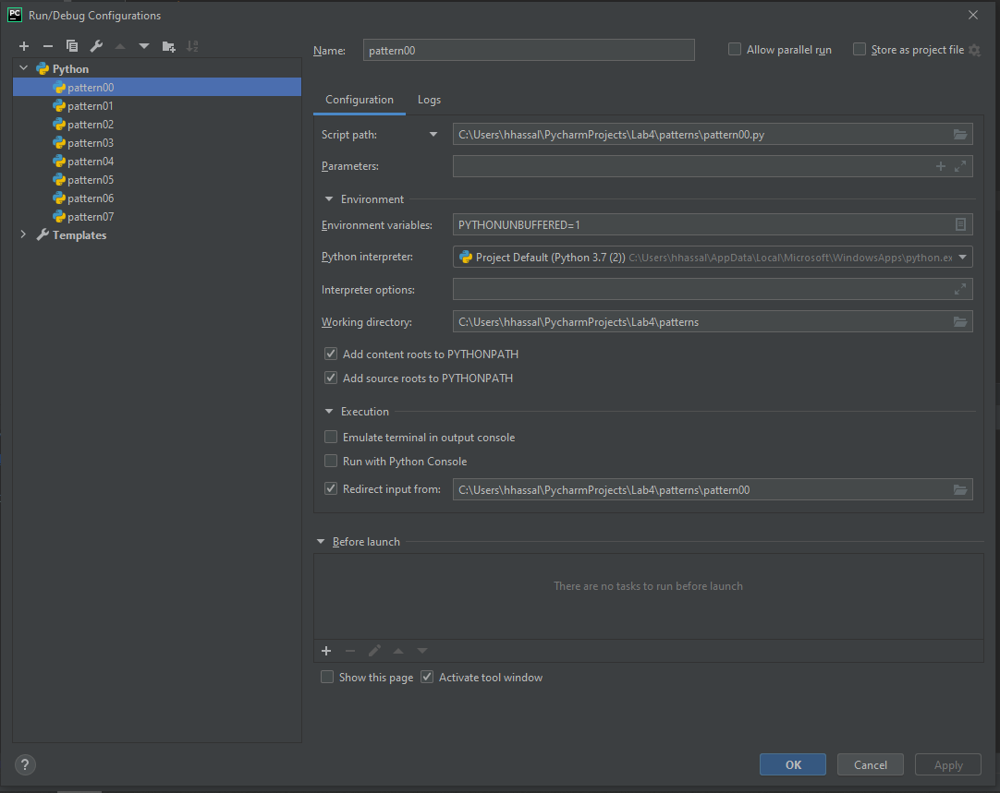 PC Run/Debug Configurations
Name: pattern00 Allow parallel run Store as project file
Python
pattern00
pattern01
pattern02
pattern03
pattern04
pattern05
pattern06
pattern07
Templates
Configuration Logs
Script path: C:\Users\hhassal\PycharmProjects\Lab4\patterns\pattern00.py
Parameters:
Environment
Environment variables: PYTHONUNBUFFERED=1
Python interpreter: Project Default (Python 3.7 (2)) C:\Users\hhassal\AppData\Local\Microsoft\WindowsApps\python.ex
Interpreter options:
Working directory: C:\Users\hhassal\PycharmProjects\Lab4\patterns
Add content roots to PYTHONPATH
Add source roots to PYTHONPATH
Execution
Emulate terminal in output console
Run with Python Console
Redirect input from: C:\Users\hhassal\PycharmProjects\Lab4\patterns\pattern00
Before launch
There are no tasks to run before launch
Show this page Activate tool window
? OK Cancel Apply